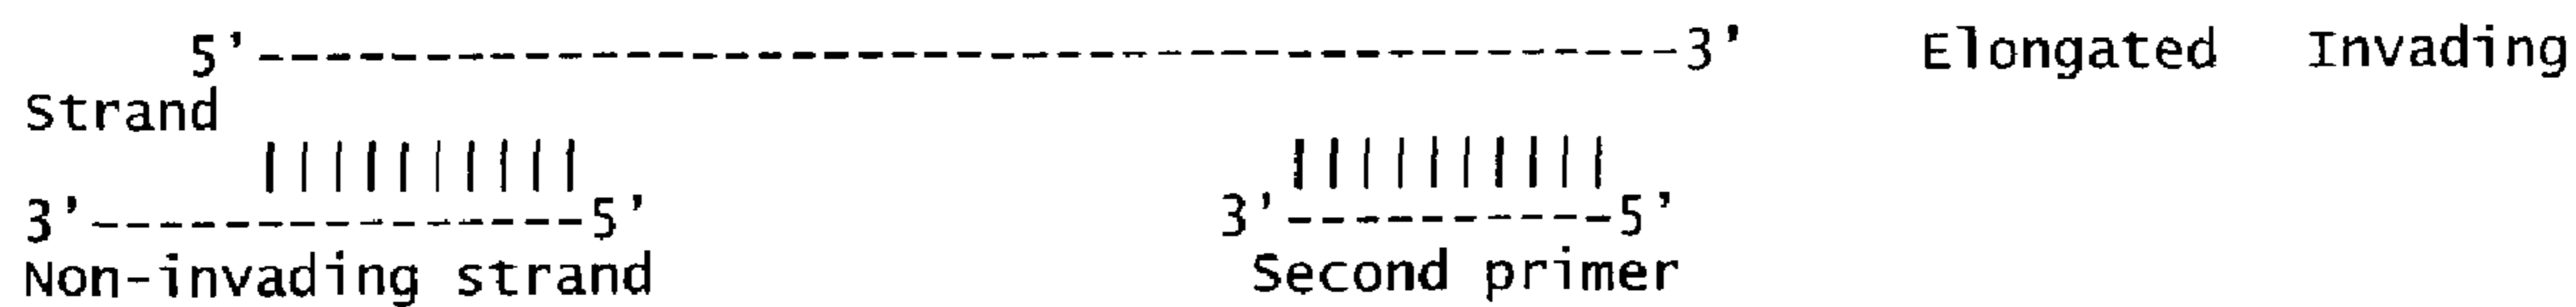 5'-------------------------------------------3' Elongated Invading
Strand
|||||||||| ||||||||||
3'---------------5' 3'----------5'
Non-invading strand Second primer